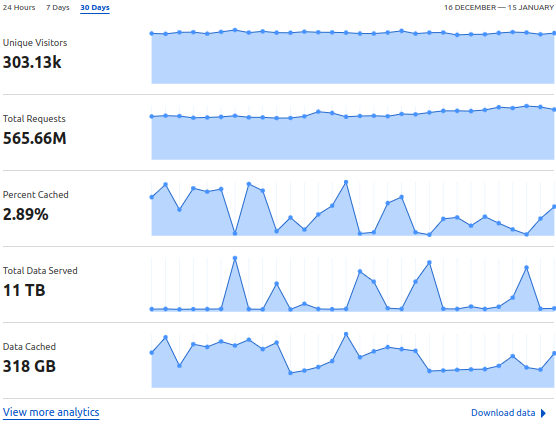 24 Hours 7 Days 30 Days 16 DECEMBER — 15 JANUARY
Unique Visitors
303.13k
Total Requests
565.66M
Percent Cached
2.89%
Total Data Served
11 TB
Data Cached
318 GB
View more analytics Download data